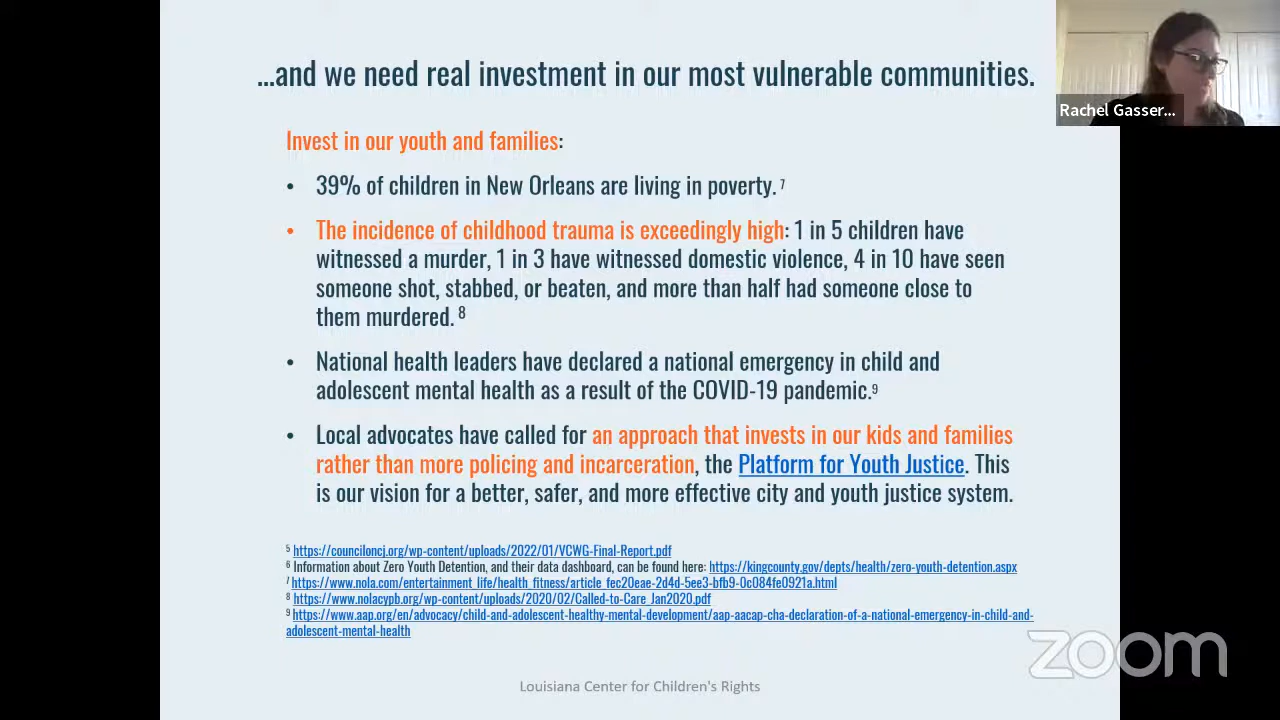 ...and we need real investment in our most vulnerable communities.
Rachel Gasser...
Invest in our youth and families:
• 39% of children in New Orleans are living in poverty. 7
• The incidence of childhood trauma is exceedingly high: 1 in 5 children have
witnessed a murder, 1 in 3 have witnessed domestic violence, 4 in 10 have seen
someone shot, stabbed, or beaten, and more than half had someone close to
them murdered. 8
• National health leaders have declared a national emergency in child and
adolescent mental health as a result of the COVID-19 pandemic.9
• Local advocates have called for an approach that invests in our kids and families
rather than more policing and incarceration, the Platform for Youth Justice. This
is our vision for a better, safer, and more effective city and youth justice system.
5 https://counciloncj.org/wp-content/uploads/2022/01/VCWG-Final-Report.pdf
6 Information about Zero Youth Detention, and their data dashboard, can be found here: https://kingcounty.gov/depts/health/zero-youth-detention.aspx
7 https://www.nola.com/entertainment_life/health_fitness/article_fec20eae-2d4d-5ee3-bfb9-0c084fe0921a.html
8 https://www.nolacypb.org/wp-content/uploads/2020/02/Called-to-Care_Jan2020.pdf
9 https://www.aap.org/en/advocacy/child-and-adolescent-healthy-mental-development/aap-aacap-cha-declaration-of-a-national-emergency-in-child-and-
adolescent-mental-health
zoom
Louisiana Center for Children's Rights